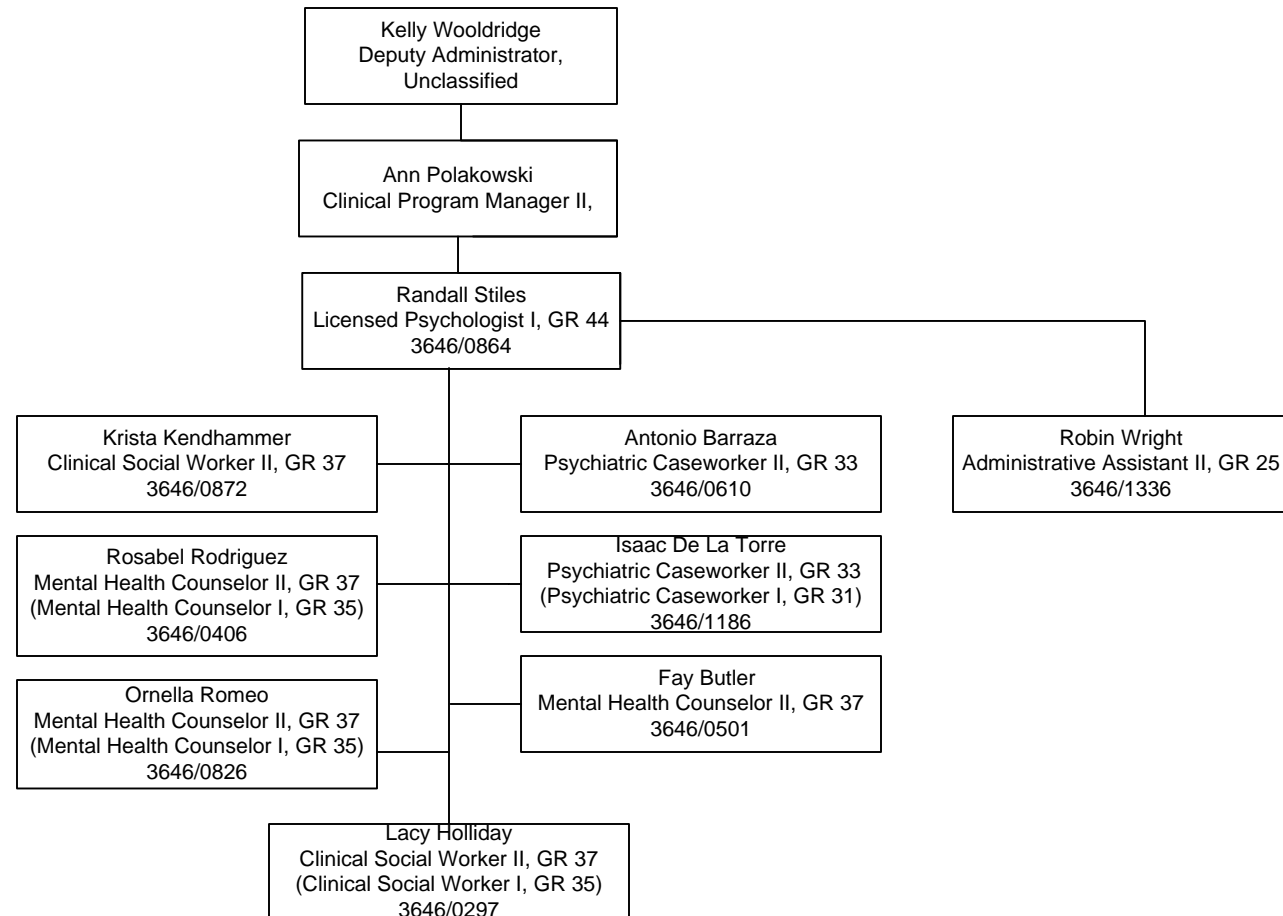 Kelly Wooldridge
Deputy Administrator,
Unclassified
Ann Polakowski
Clinical Program Manager II,
Randall Stiles
Licensed Psychologist I, GR 44
3646/0864
Krista Kendhammer
Clinical Social Worker II, GR 37
3646/0872
Antonio Barraza
Psychiatric Caseworker II, GR 33
3646/0610
Robin Wright
Administrative Assistant II, GR 25
3646/1336
Rosabel Rodriguez
Mental Health Counselor II, GR 37
(Mental Health Counselor I, GR 35)
3646/0406
Isaac De La Torre
Psychiatric Caseworker II, GR 33
(Psychiatric Caseworker I, GR 31)
3646/1186
Ornella Romeo
Mental Health Counselor II, GR 37
(Mental Health Counselor I, GR 35)
3646/0826
Fay Butler
Mental Health Counselor II, GR 37
3646/0501
Lacy Holliday
Clinical Social Worker II, GR 37
(Clinical Social Worker I, GR 35)
3646/0297